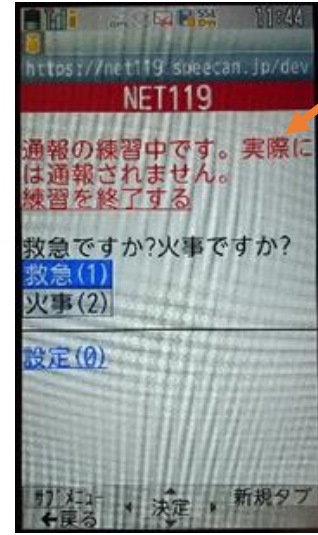 SSL
11:44
https://net119.speecan.jp/dev
NET119
通報の練習中です。実際に
は通報されません。
練習を終了する
救急ですか?火事ですか?
救急(1)
火事(2)
設定(0)
ｻﾌﾞﾒﾆｭｰ 決定 新規タブ
←戻る